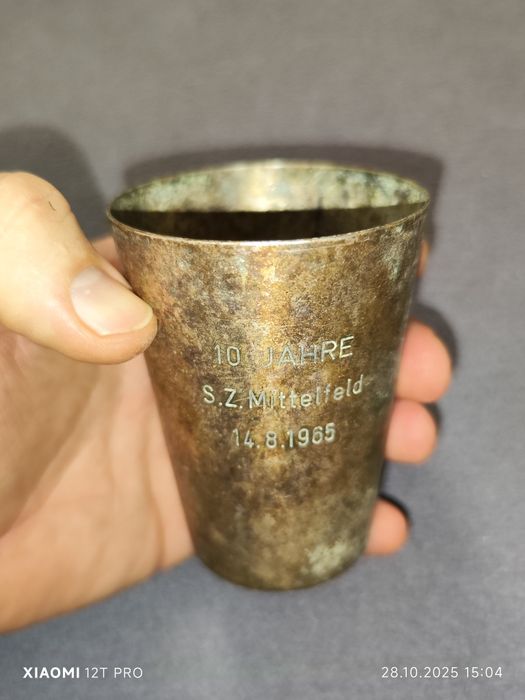 10 JAHRE
S.Z. Mittelfeld
14.8.1965
XIAOMI 12T PRO
28.10.2025 15:04